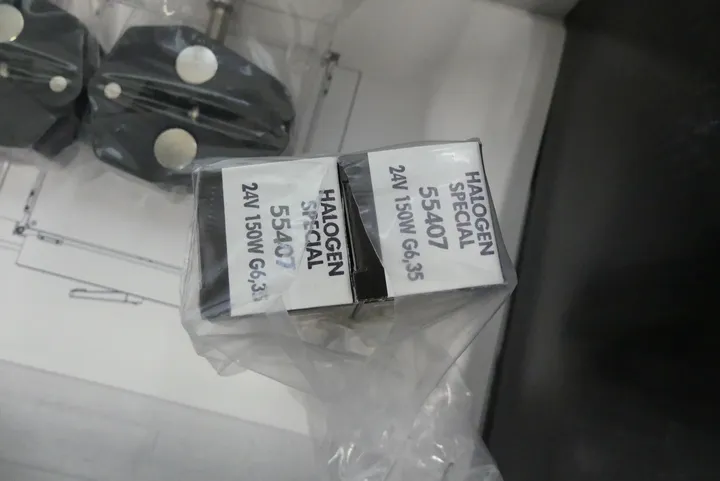 HALOGEN
SPECIAL
55407
24V 150W G6,35
HALOGEN
SPECIAL
55407
24V 150W G6,35